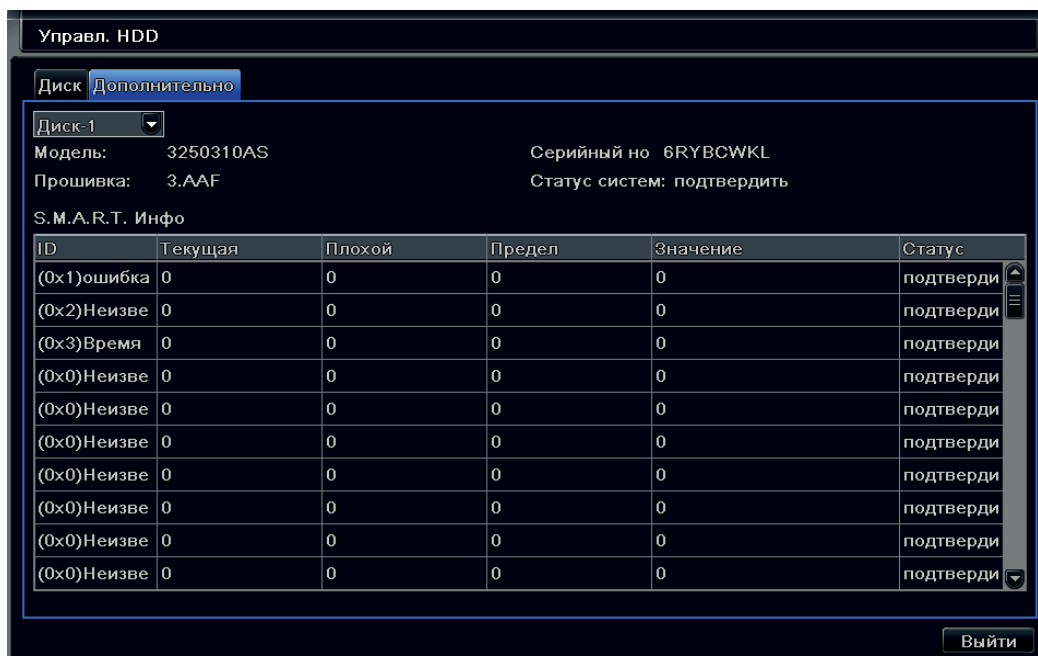 Управл. HDD
Диск Дополнительно
Диск-1
Модель: 3250310AS Серийный но 6RYBCWKL
Прошивка: 3.AAF Статус систем: подтвердить
S.M.A.R.T. Инфо
ID Текущая Плохой Предел Значение Статус
(0x1)ошибка 0 0 0 0 подтверди
(0x2)Неизве 0 0 0 0 подтверди
(0x3)Время 0 0 0 0 подтверди
(0x0)Неизве 0 0 0 0 подтверди
(0x0)Неизве 0 0 0 0 подтверди
(0x0)Неизве 0 0 0 0 подтверди
(0x0)Неизве 0 0 0 0 подтверди
(0x0)Неизве 0 0 0 0 подтверди
(0x0)Неизве 0 0 0 0 подтверди
(0x0)Неизве 0 0 0 0 подтверди
Выйти